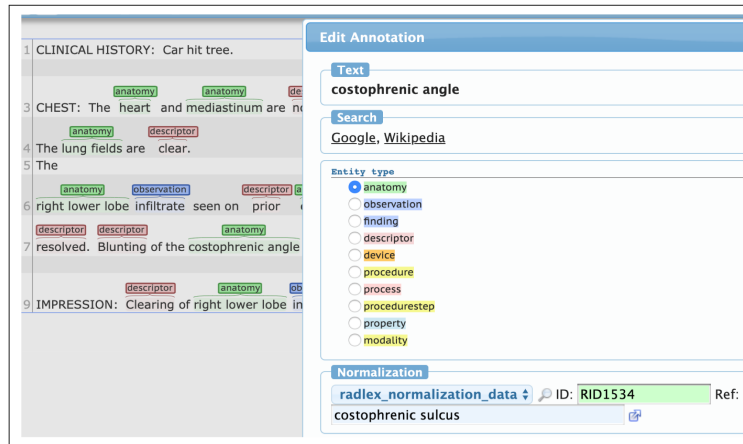 1 CLINICAL HISTORY: Car hit tree.
anatomy anatomy
3 CHEST: The heart and mediastinum are
anatomy descriptor
4 The lung fields are clear.
5 The
anatomy observation descriptor
6 right lower lobe infiltrate seen on prior
descriptor descriptor anatomy
7 resolved. Blunting of the costophrenic angle
descriptor anatomy
9 IMPRESSION: Clearing of right lower lobe
Edit Annotation
Text
costophrenic angle
Search
Google, Wikipedia
Entity type
anatomy
observation
finding
descriptor
device
procedure
process
procedurestep
property
modality
Normalization
radlex_normalization_data ID: RID1534 Ref:
costophrenic sulcus